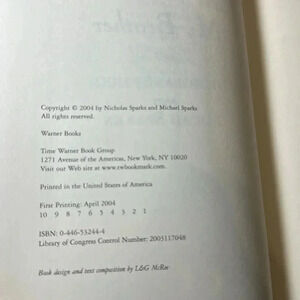 Copyright © 2004 by Nicholas Sparks and Micah Sparks
All rights reserved.
Warner Books
Time Warner Book Group
1271 Avenue of the Americas, New York, NY 10020
Visit our Web site at www.twbookmark.com.
Printed in the United States of America
First Printing: April 2004
10 9 8 7 6 5 4 3 2 1
ISBN: 0-446-53244-4
Library of Congress Control Number: 2003117048
Book design and text composition by L&G McRee